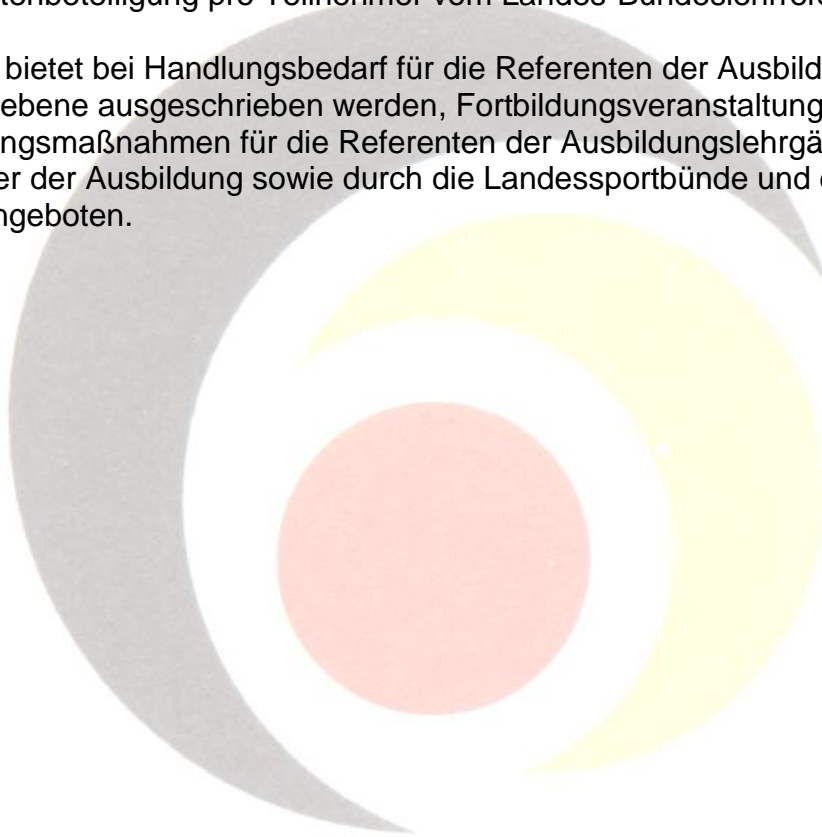 bietet bei Handlungsbedarf für die Referenten der Ausbild
ebene ausgeschrieben werden, Fortbildungsveranstaltung
ngsmaßnahmen für die Referenten der Ausbildungslehrgä
er der Ausbildung sowie durch die Landessportbünde und
ngeboten.